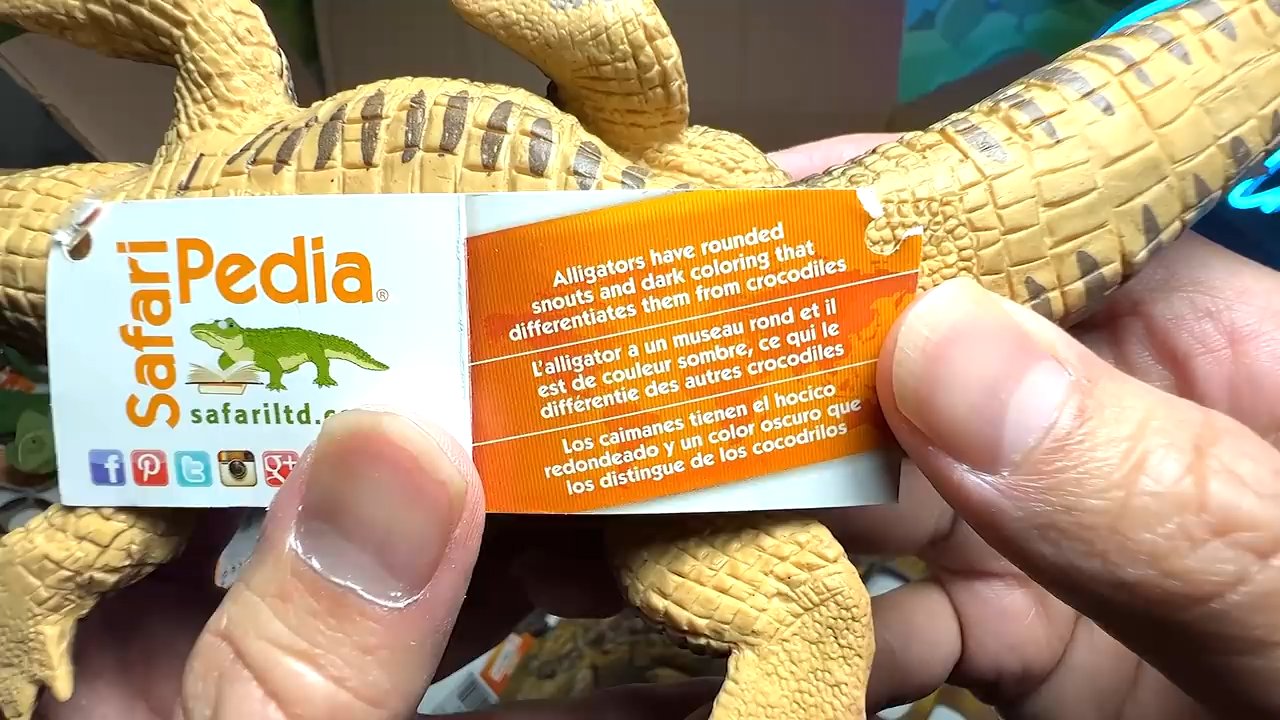 Safari
Pedia®
safariltd.c
Alligators have rounded
snouts and dark coloring that
differentiates them from crocodiles
L'alligator a un museau rond et il
est de couleur sombre, ce qui le
différentie des autres crocodiles
Los caimanes tienen el hocico
redondeado y un color oscuro que
los distingue de los cocodrilos